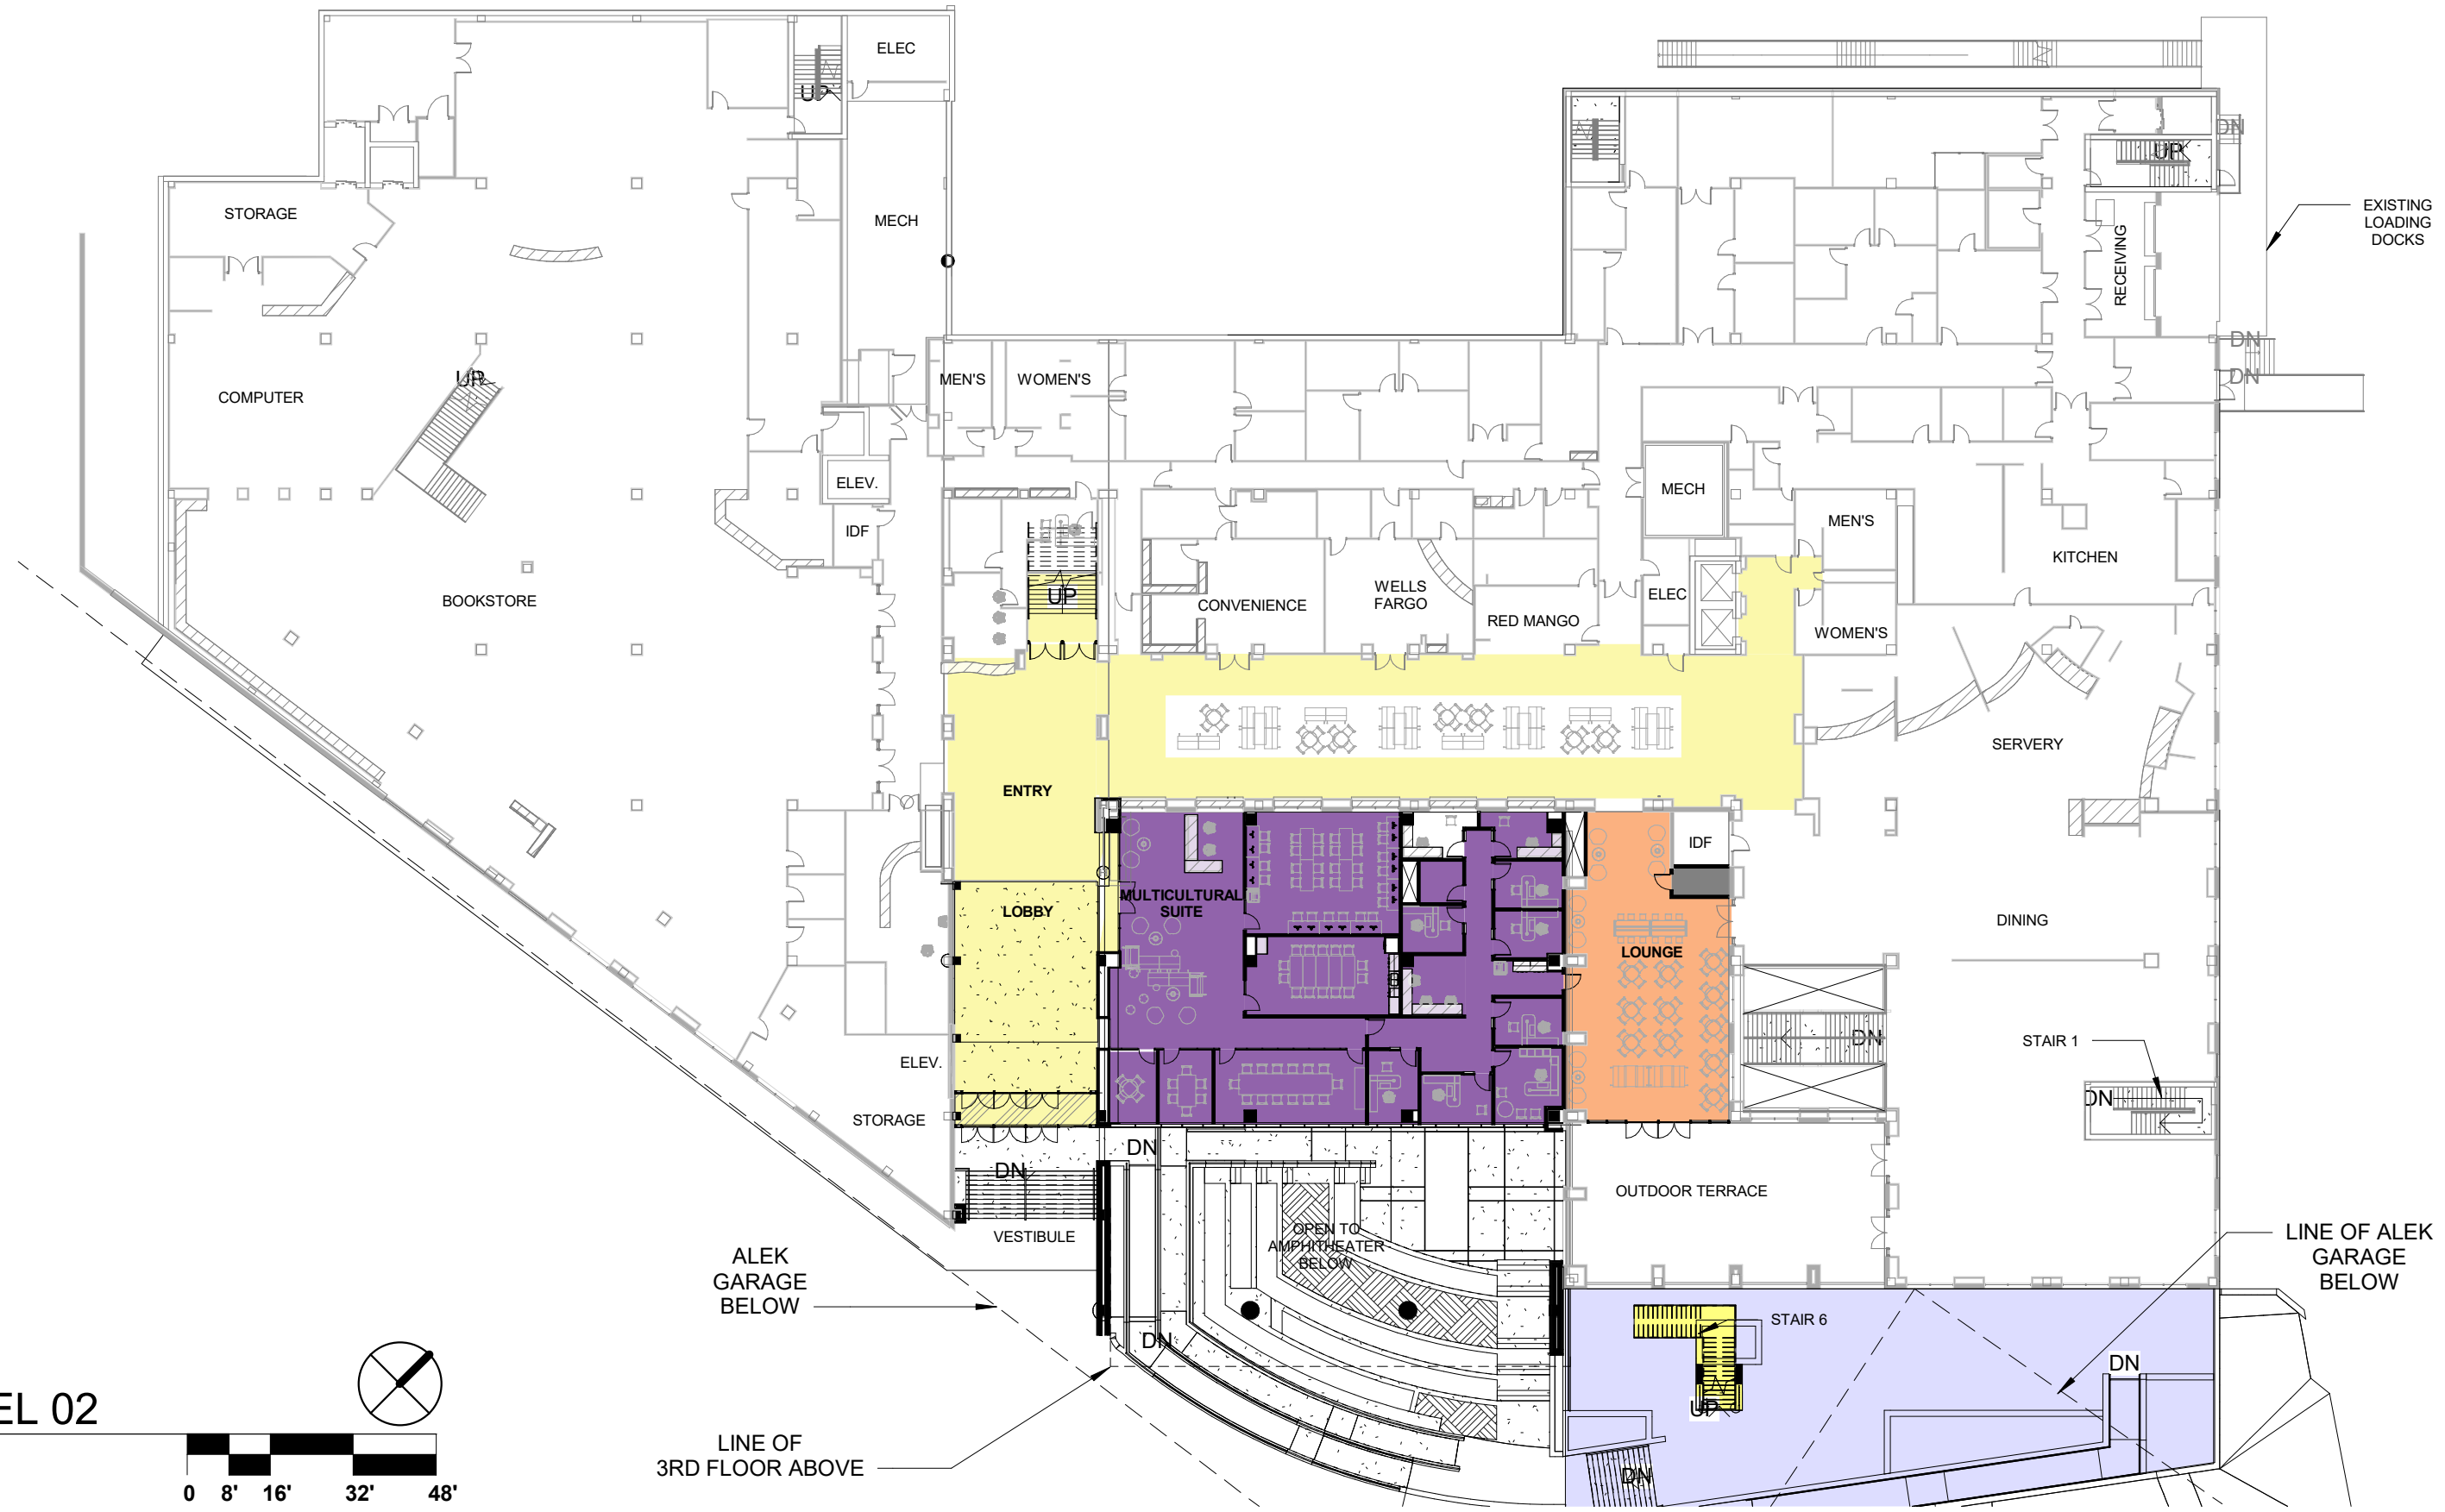 ELEC
UP
DN
UP
STORAGE
EXISTING
LOADING
DOCKS
MECH
RECEIVING
DN
DN
MEN'S
WOMEN'S
UP
COMPUTER
ELEV.
MECH
IDF
MEN'S
KITCHEN
BOOKSTORE
UP
CONVENIENCE
WELLS
FARGO
RED MANGO
ELEC
WOMEN'S
SERVERY
ENTRY
IDF
MULTICULTURAL
SUITE
LOBBY
DINING
LOUNGE
DN
STAIR 1
ELEV.
DN
STORAGE
DN
DN
OUTDOOR TERRACE
VESTIBULE
OPEN TO
AMPHITHEATER
BELOW
LINE OF ALEK
GARAGE
BELOW
ALEK
GARAGE
BELOW
STAIR 6
DN
DN
UP
EL 02
LINE OF
3RD FLOOR ABOVE
DN
0 8' 16' 32' 48'